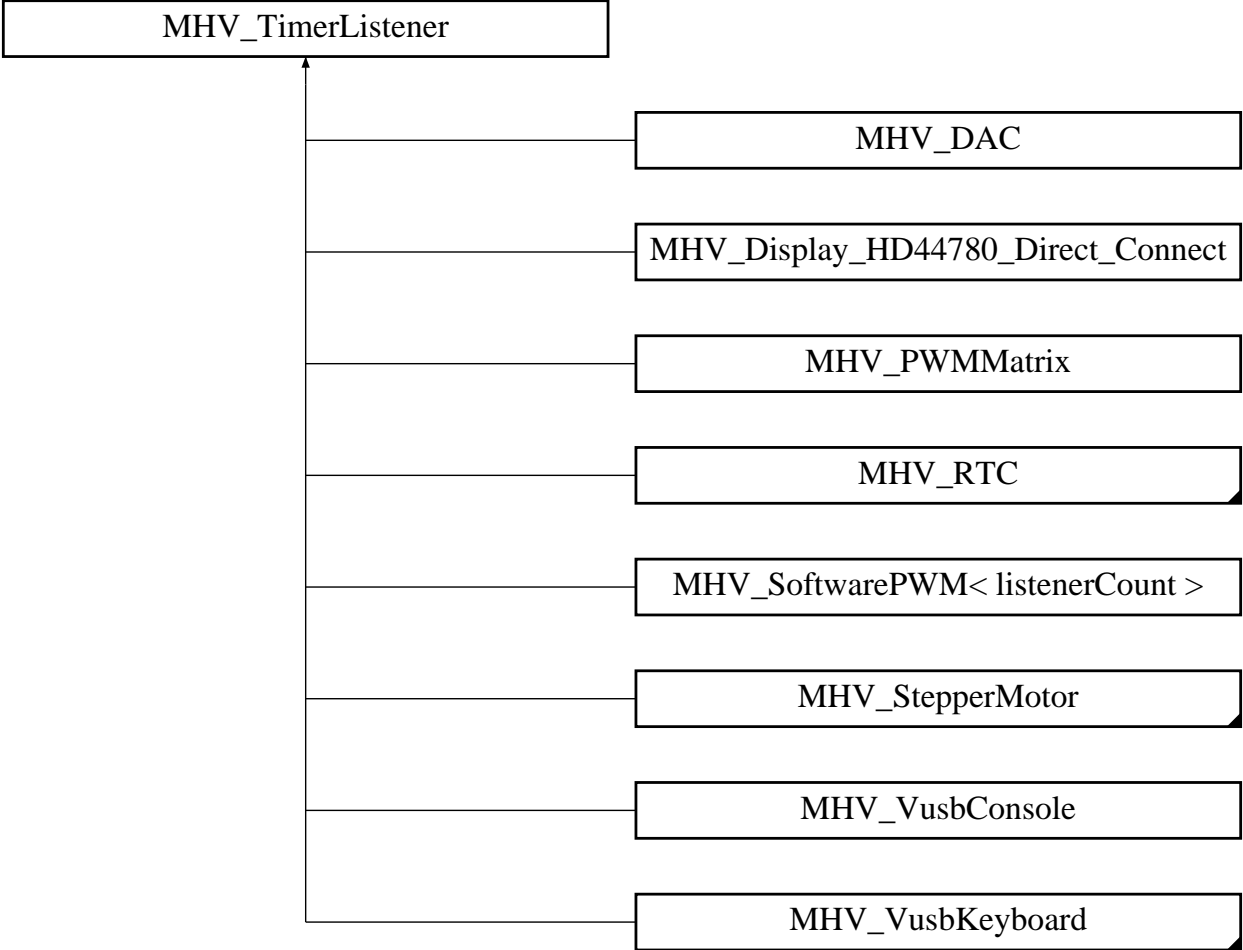 MHV_TimerListener
MHV_DAC
MHV_Display_HD44780_Direct_Connect
MHV_PWMMatrix
MHV_RTC
MHV_SoftwarePWM< listenerCount >
MHV_StepperMotor
MHV_VusbConsole
MHV_VusbKeyboard